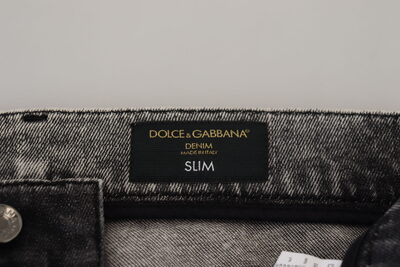 DOLCE & GABBANA
DENIM
MADE IN ITALY
SLIM